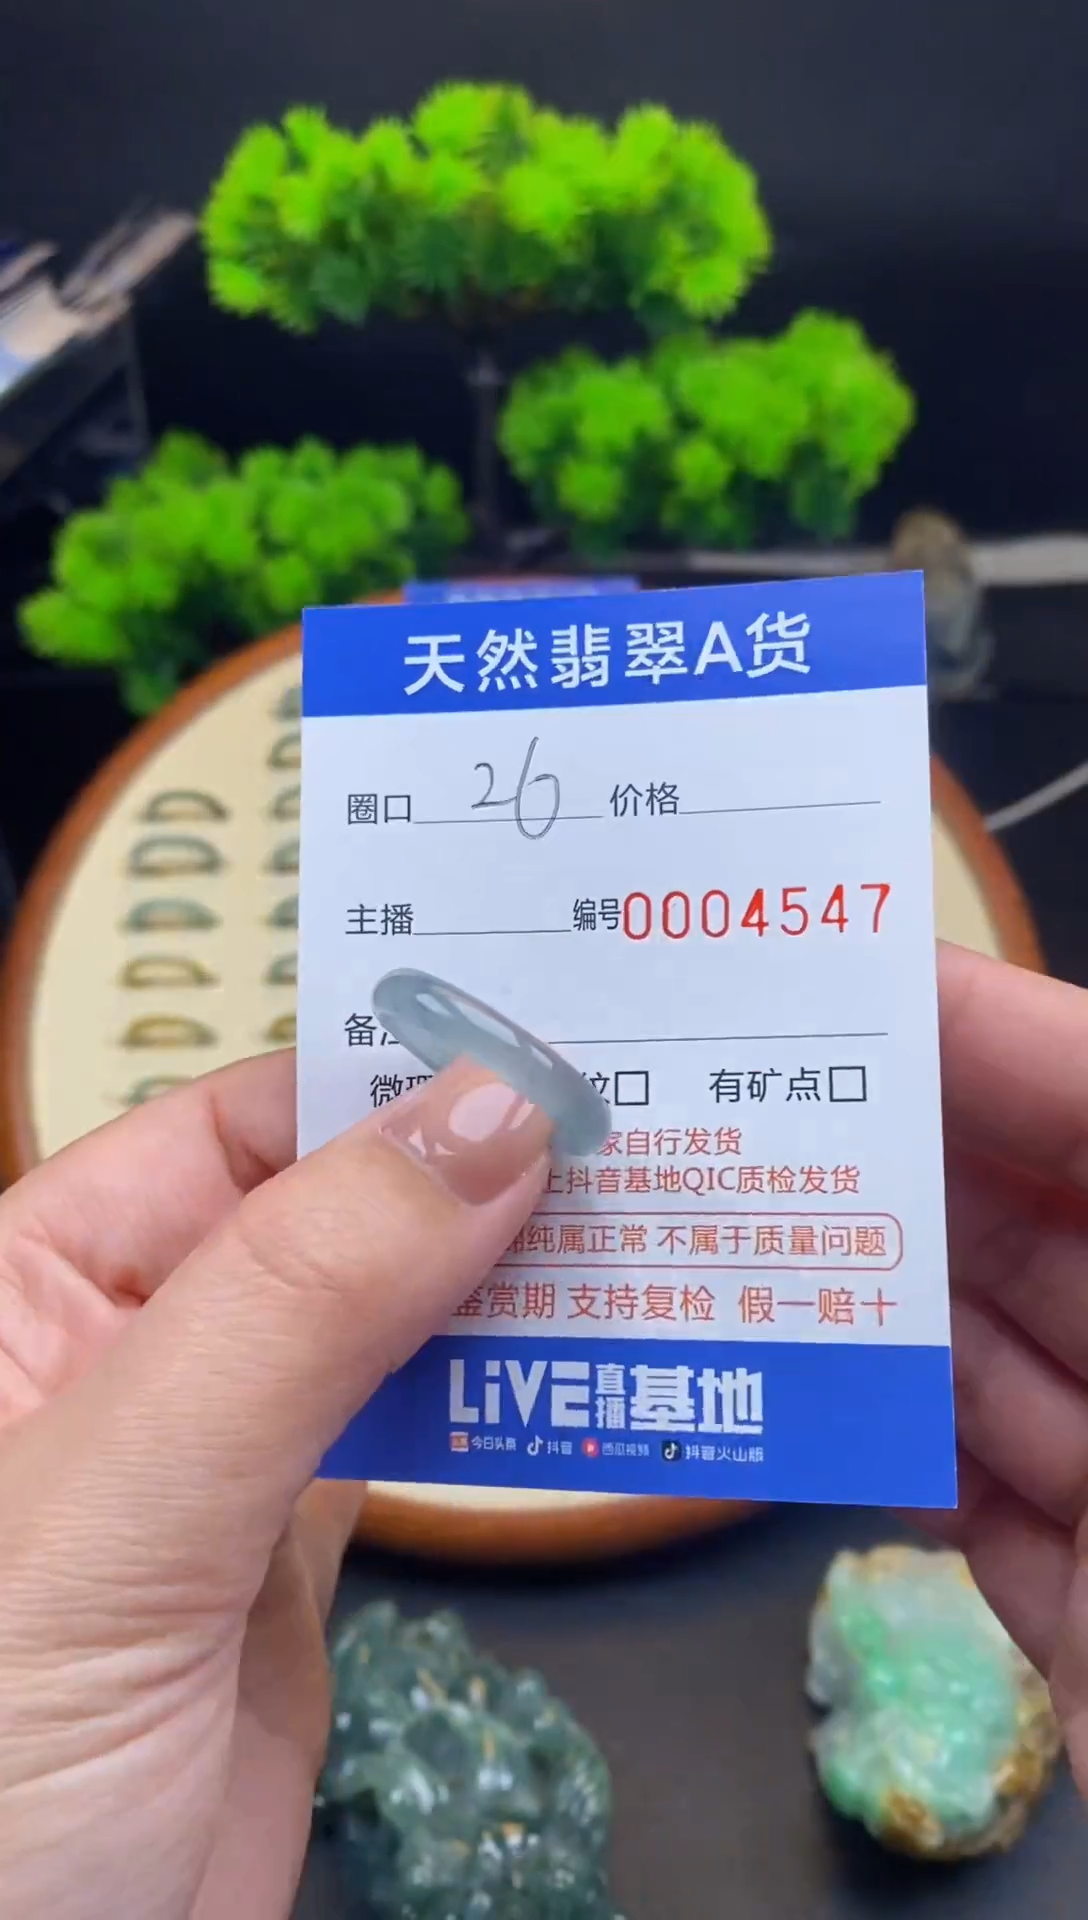 天然翡翠A货
圈口 26 价格
主播 编号0004547
备
微 纹□ 有矿点□
家自行发货
上抖音基地QIC质检发货
棉纯属正常 不属于质量问题
鉴赏期 支持复检 假一赔十
LiVE直播基地
今日头条 抖音 西瓜视频 抖音火山版